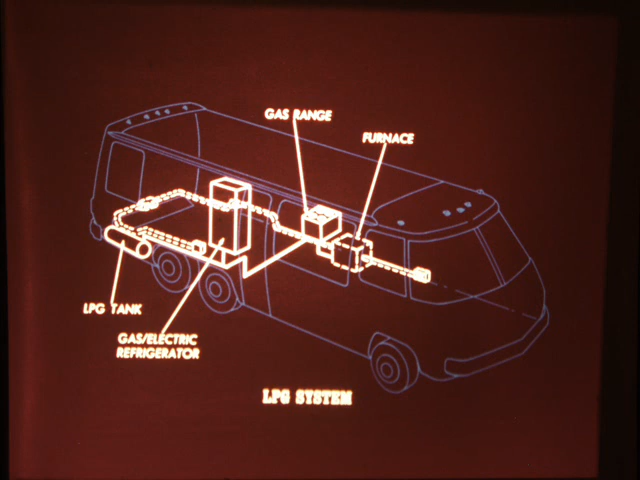 GAS RANGE
FURNACE
LPG TANK
GAS/ELECTRIC
REFRIGERATOR
LPG SYSTEM